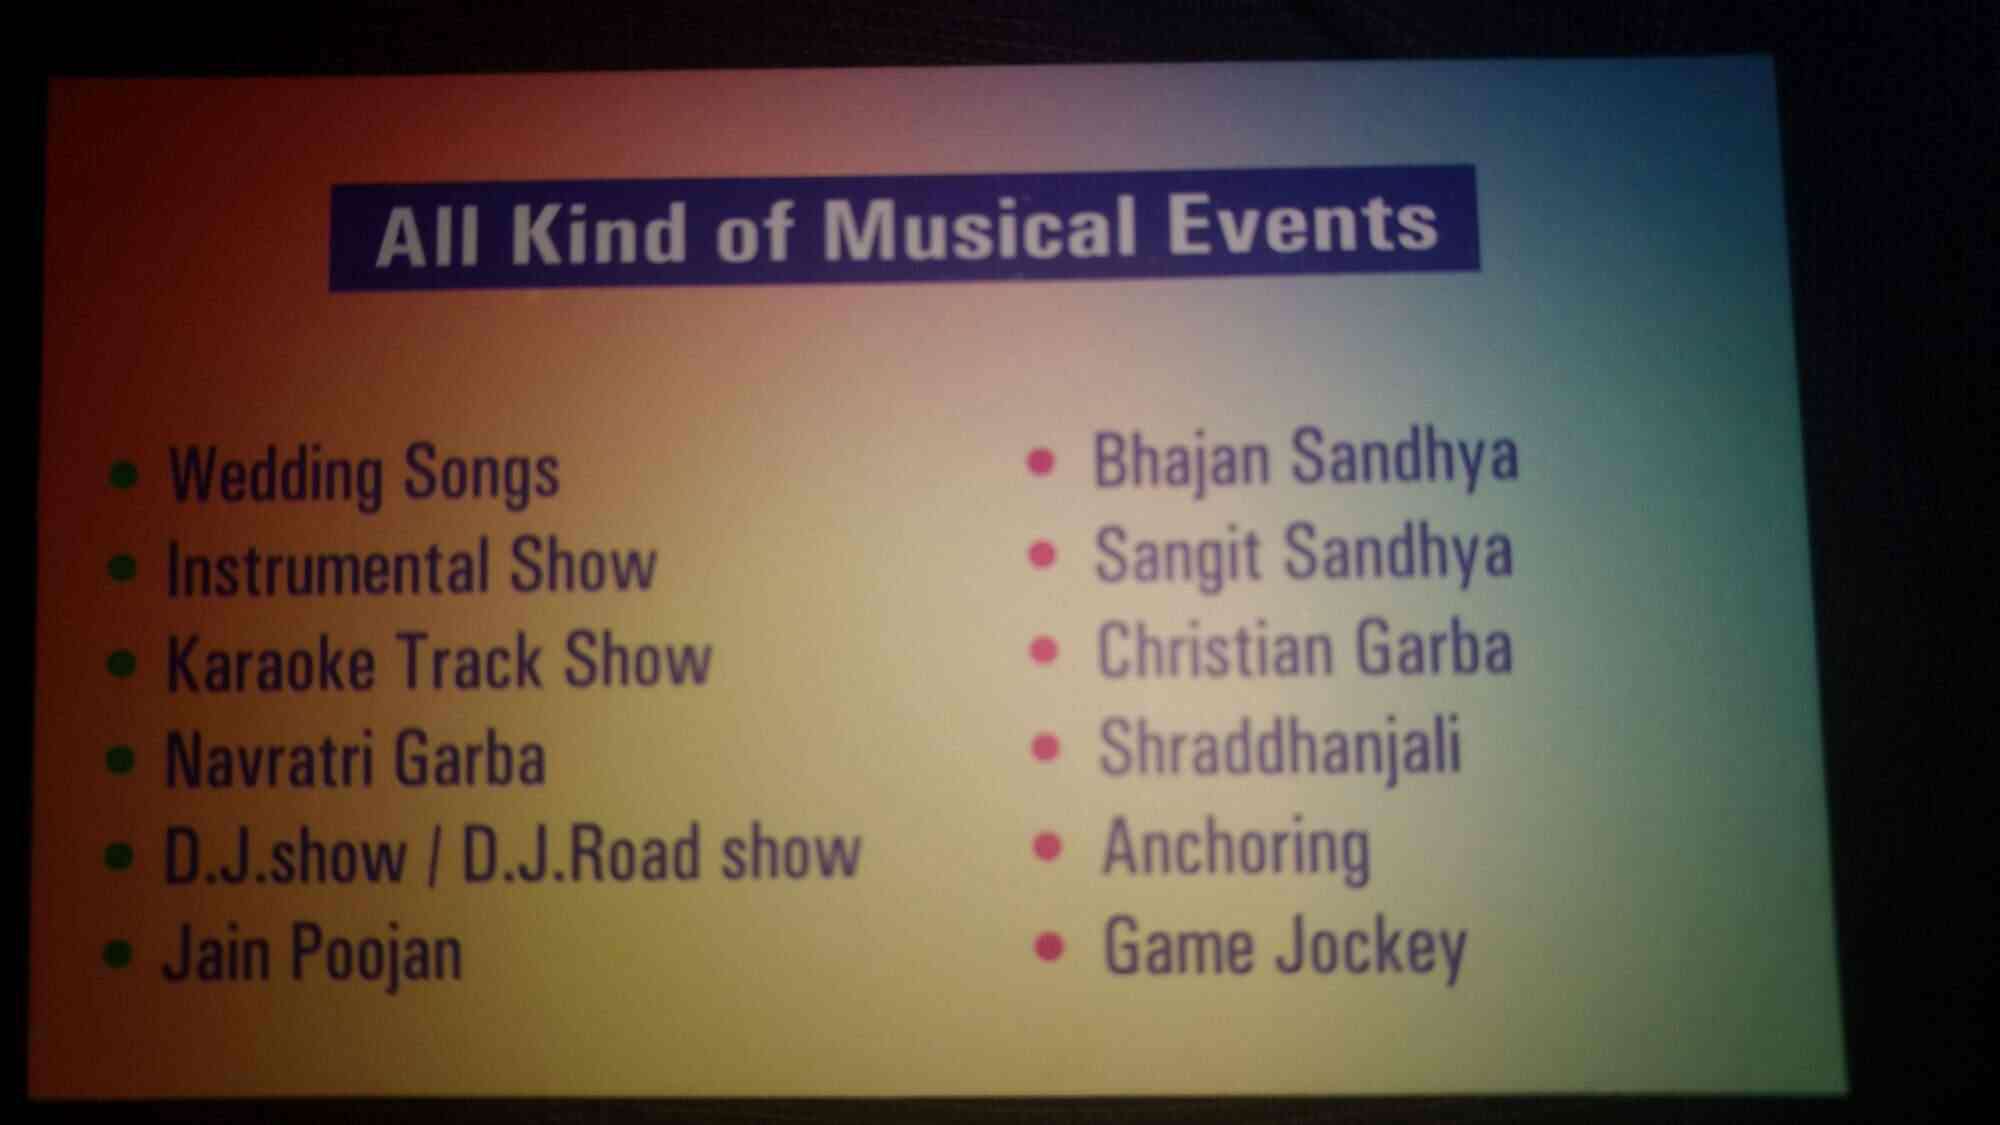 All Kind of Musical Events
• Wedding Songs
• Instrumental Show
• Karaoke Track Show
• Navratri Garba
• D.J.show / D.J.Road show
• Jain Poojan
• Bhajan Sandhya
• Sangit Sandhya
• Christian Garba
• Shraddhanjali
• Anchoring
• Game Jockey